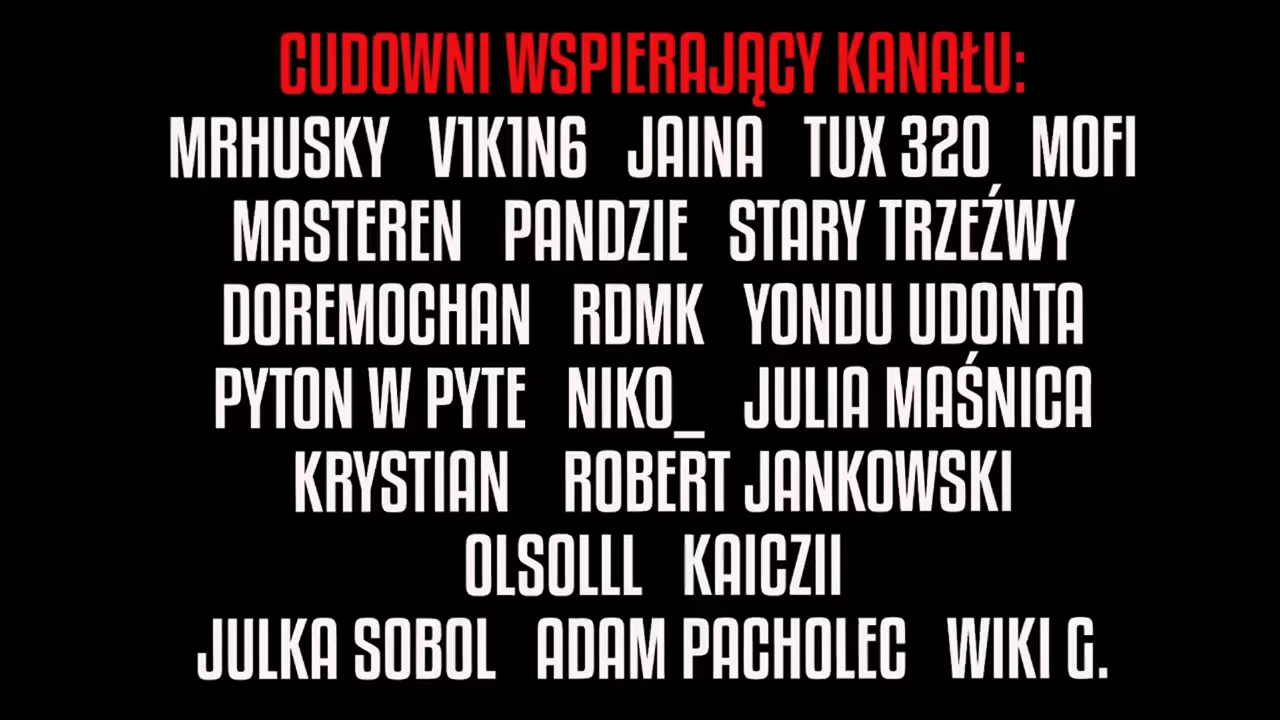 CUDOWNI WSPIERAJĄCY KANAŁU:
MRHUSKY V1K1N6 JAINA TUX 320 MOFI
MASTEREN PANDZIE STARY TRZEŹWY
DOREMOCHAN RDMK YONDU UDONTA
PYTON W PYTE NIKO_ JULIA MAŚNICA
KRYSTIAN ROBERT JANKOWSKI
OLSOLLL KAICZII
JULKA SOBOL ADAM PACHOLEC WIKI G.